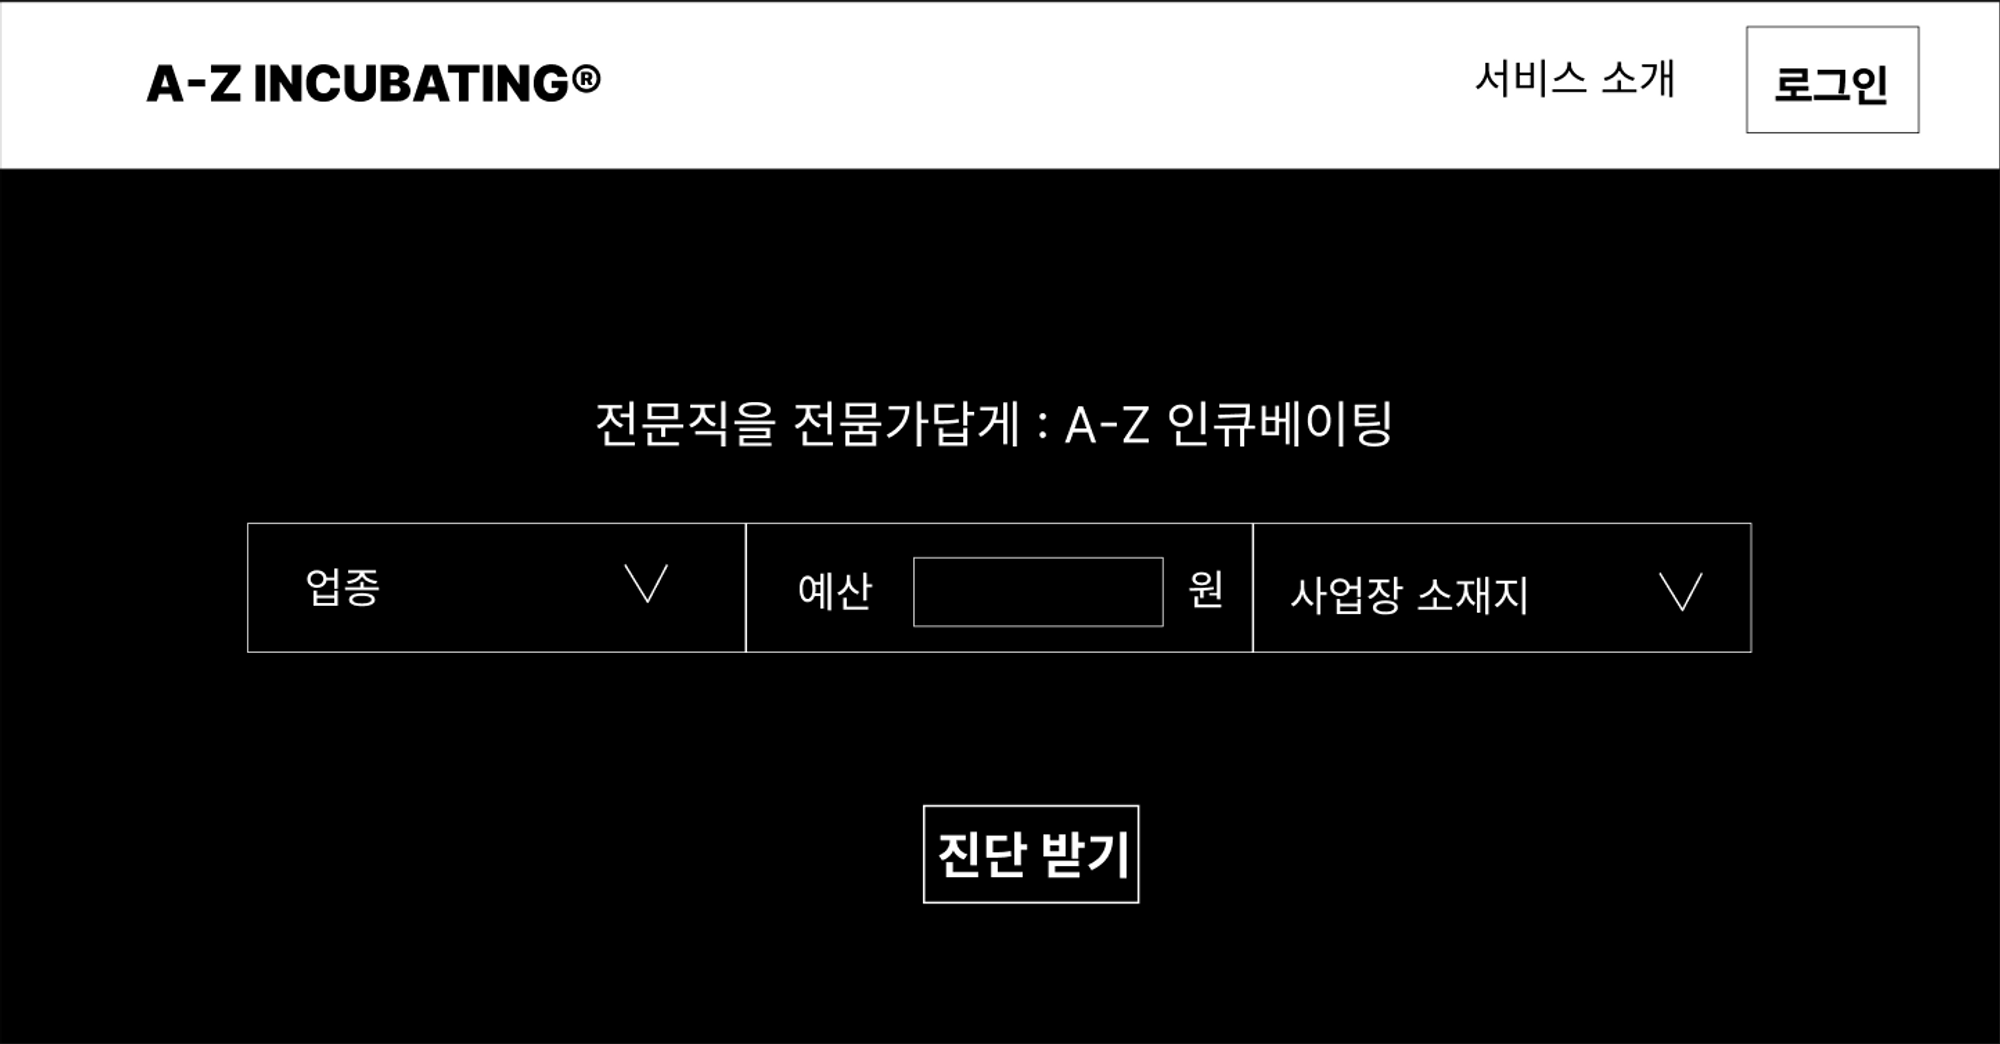 A-Z INCUBATING®
서비스 소개
로그인
전문직을 전뭄가답게 : A-Z 인큐베이팅
업종
예산
원
사업장 소재지
진단 받기